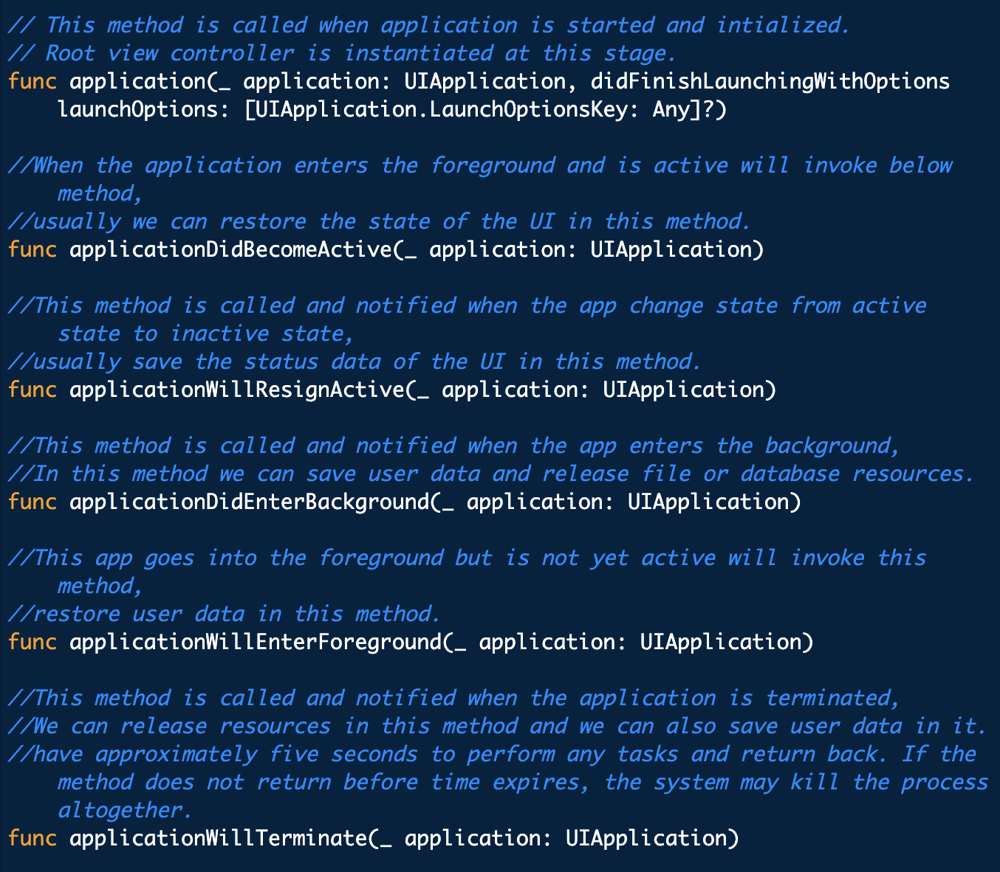 // This method is called when application is started and intialized.
// Root view controller is instantiated at this stage.
func application(_ application: UIApplication, didFinishLaunchingWithOptions
launchOptions: [UIApplication.LaunchOptionsKey: Any]?)
//When the application enters the foreground and is active will invoke below
method,
//usually we can restore the state of the UI in this method.
func applicationDidBecomeActive(_ application: UIApplication)
//This method is called and notified when the app change state from active
state to inactive state,
//usually save the status data of the UI in this method.
func applicationWillResignActive(_ application: UIApplication)
//This method is called and notified when the app enters the background,
//In this method we can save user data and release file or database resources.
func applicationDidEnterBackground(_ application: UIApplication)
//This app goes into the foreground but is not yet active will invoke this
method,
//restore user data in this method.
func applicationWillEnterForeground(_ application: UIApplication)
//This method is called and notified when the application is terminated,
//We can release resources in this method and we can also save user data in it.
//have approximately five seconds to perform any tasks and return back. If the
method does not return before time expires, the system may kill the process
altogether.
func applicationWillTerminate(_ application: UIApplication)